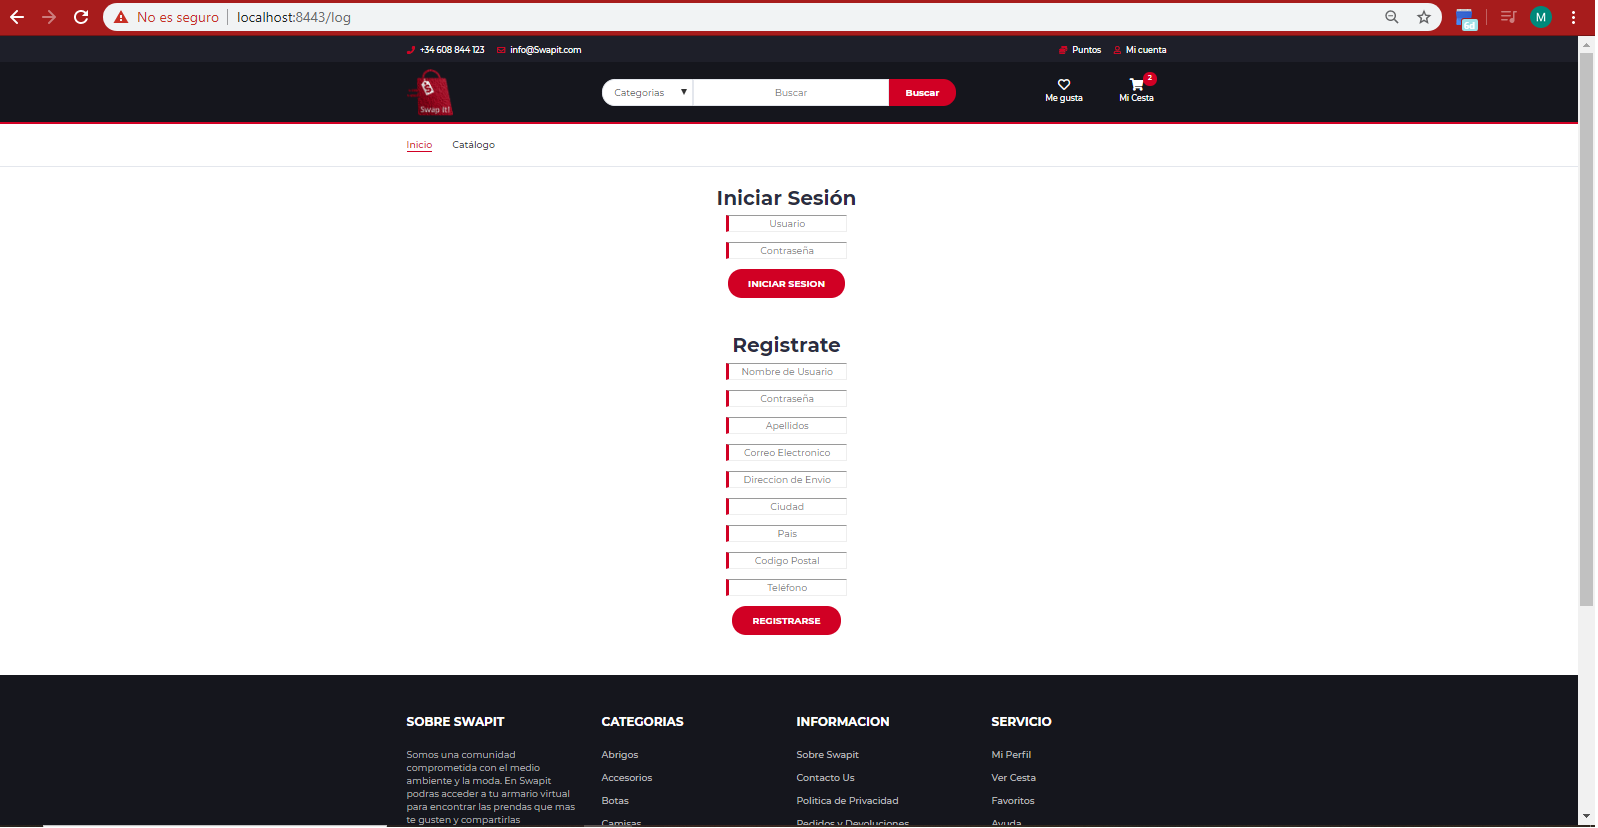 No es seguro localhost:8443/log
M
+34 608 844 123 info@Swapit.com Puntos Mi cuenta
Swap It!
Categorias Buscar Buscar
Me gusta Mi Cesta 2
Inicio Catálogo
Iniciar Sesión
Usuario
Contraseña
INICIAR SESION
Registrate
Nombre de Usuario
Contraseña
Apellidos
Correo Electronico
Direccion de Envio
Ciudad
Pais
Codigo Postal
Teléfono
REGISTRARSE
SOBRE SWAPIT
Somos una comunidad
comprometida con el medio
ambiente y la moda. En Swapit
podras acceder a tu armario virtual
para encontrar las prendas que mas
te gusten y compartirlas
CATEGORIAS
Abrigos
Accesorios
Botas
Camisas
INFORMACION
Sobre Swapit
Contacto Us
Politica de Privacidad
Pedidos y Devoluciones
SERVICIO
Mi Perfil
Ver Cesta
Favoritos
Ayuda